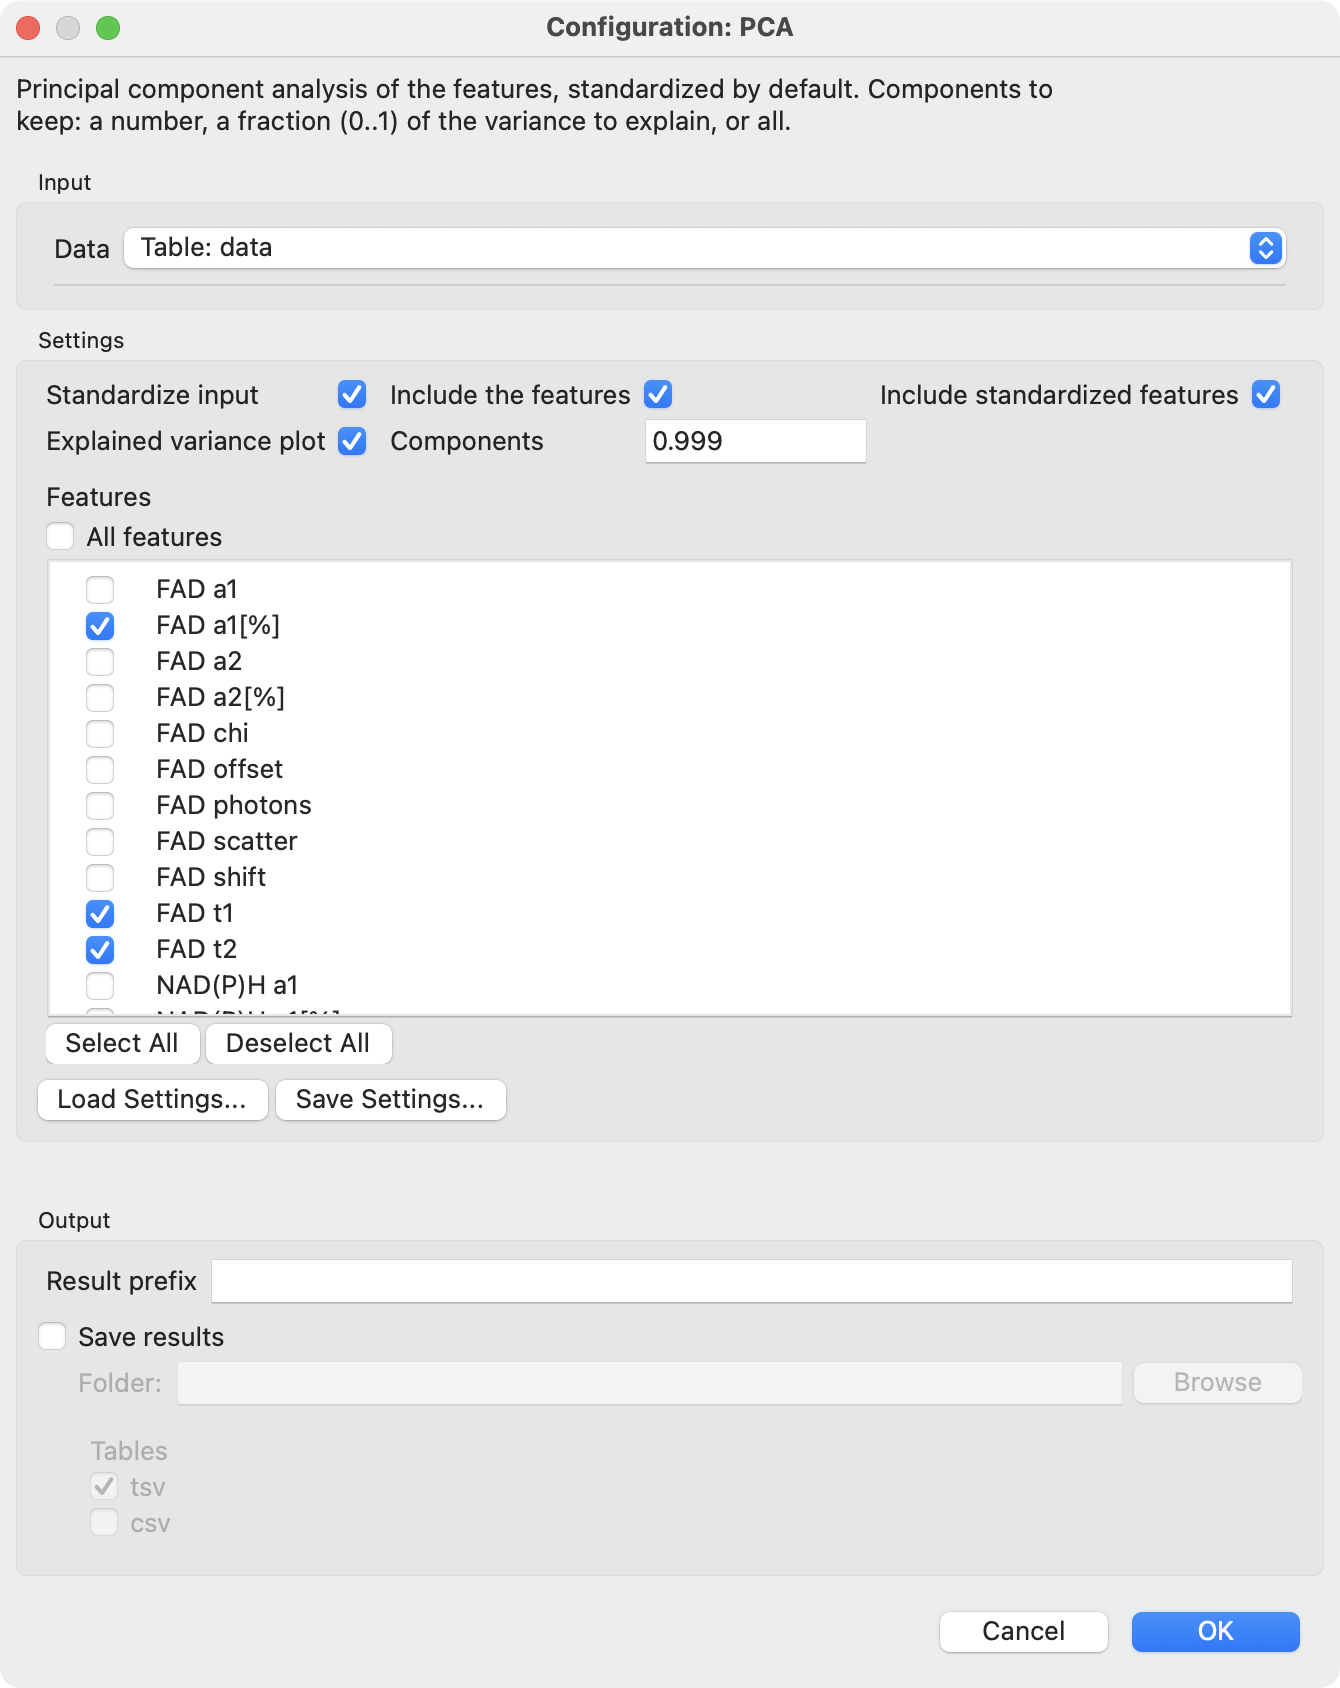 Configuration: PCA
Principal component analysis of the features, standardized by default. Components to
keep: a number, a fraction (0..1) of the variance to explain, or all.
Input
Data Table: data
Settings
Standardize input Include the features Include standardized features
Explained variance plot Components 0.999
Features
All features
FAD a1
FAD a1[%]
FAD a2
FAD a2[%]
FAD chi
FAD offset
FAD photons
FAD scatter
FAD shift
FAD t1
FAD t2
NAD(P)H a1
Select All Deselect All
Load Settings... Save Settings...
Output
Result prefix
Save results
Folder: Browse
Tables
tsv
csv
Cancel OK